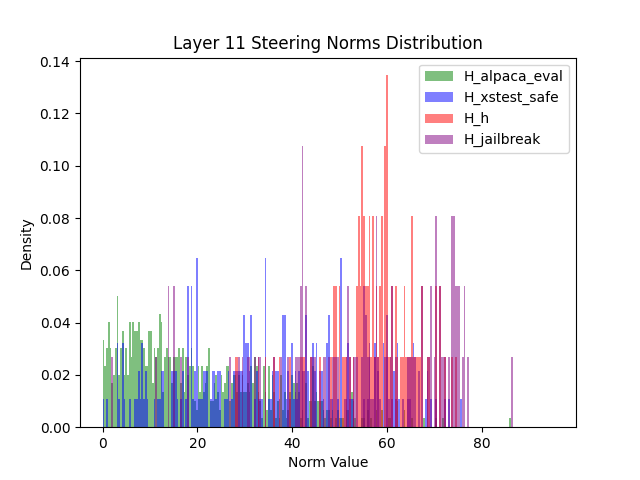 Layer 11 Steering Norms Distribution
H_alpaca_eval
H_xstest_safe
H_h
H_jailbreak
0.14
0.12
0.10
0.08
0.06
0.04
0.02
0.00
Density
0 20 40 60 80
Norm Value